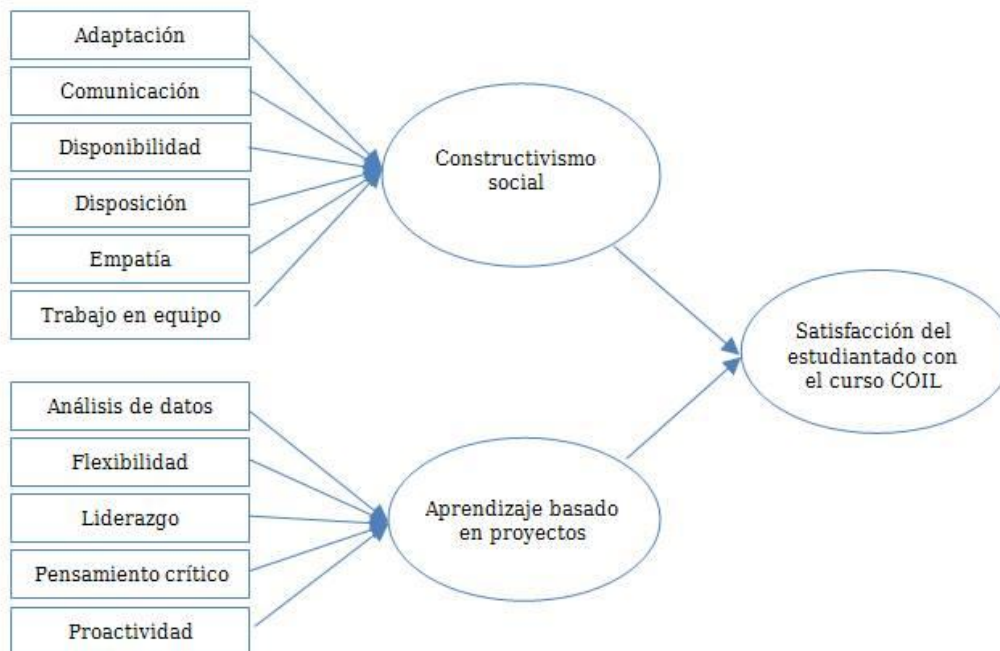 Adaptación
Comunicación
Disponibilidad
Disposición
Empatía
Trabajo en equipo
Constructivismo
social
Satisfacción del
estudiantado con
el curso COIL
Análisis de datos
Flexibilidad
Liderazgo
Pensamiento crítico
Proactividad
Aprendizaje basado
en proyectos